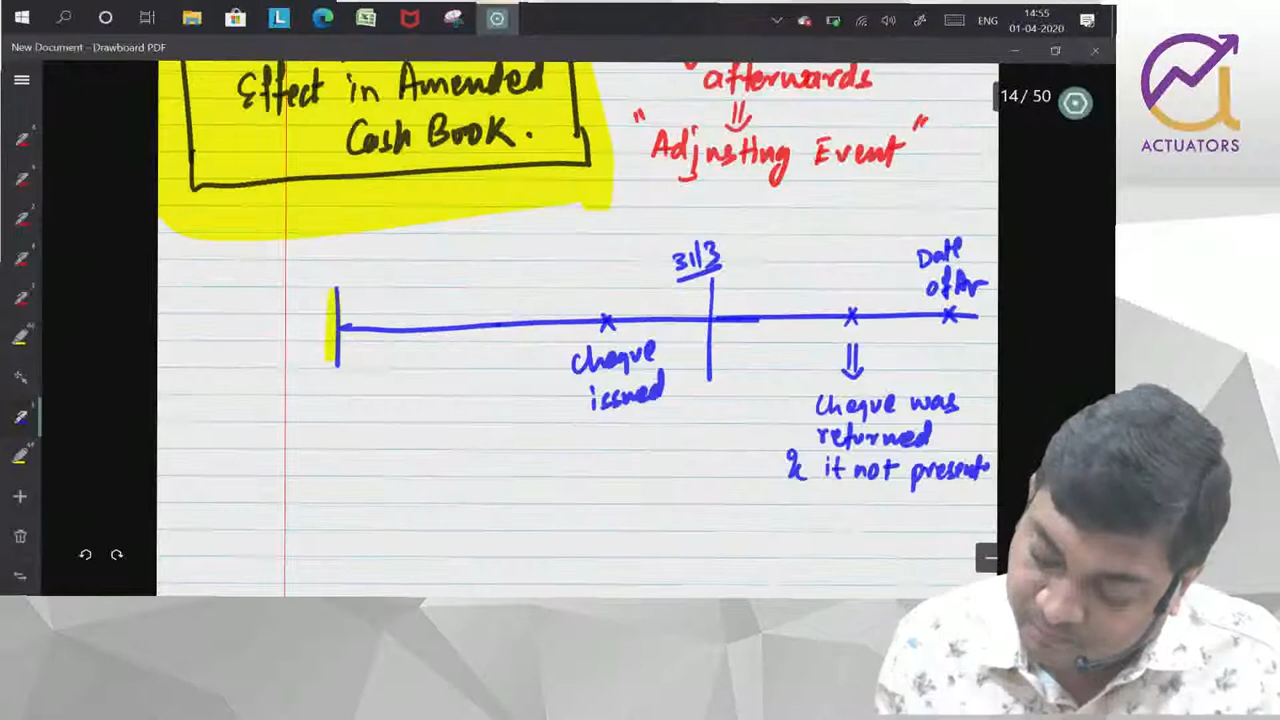 14:55
ENG
01-04-2020
New Document - Drawboard PDF
14 / 50
ACTUATORS
Effect in Amended
Cash Book.
afterwards
"Adjusting Event"
31/3
Date
of Ar
cheque
issued
cheque was
returned
& it not present